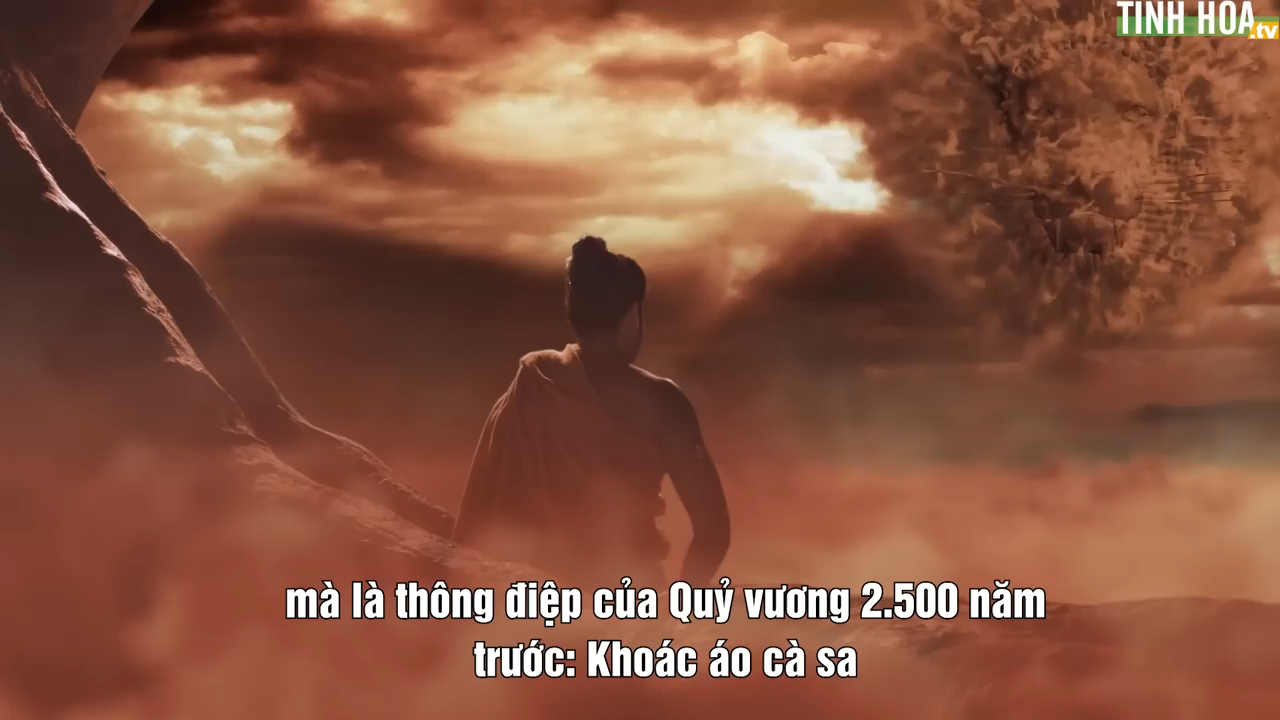 TINH HOA
.tv
mà là thông điệp của Quỷ vương 2.500 năm
trước: Khoác áo cà sa